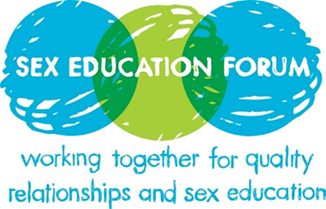 SEX EDUCATION FORUM
working together for quality
relationships and sex education